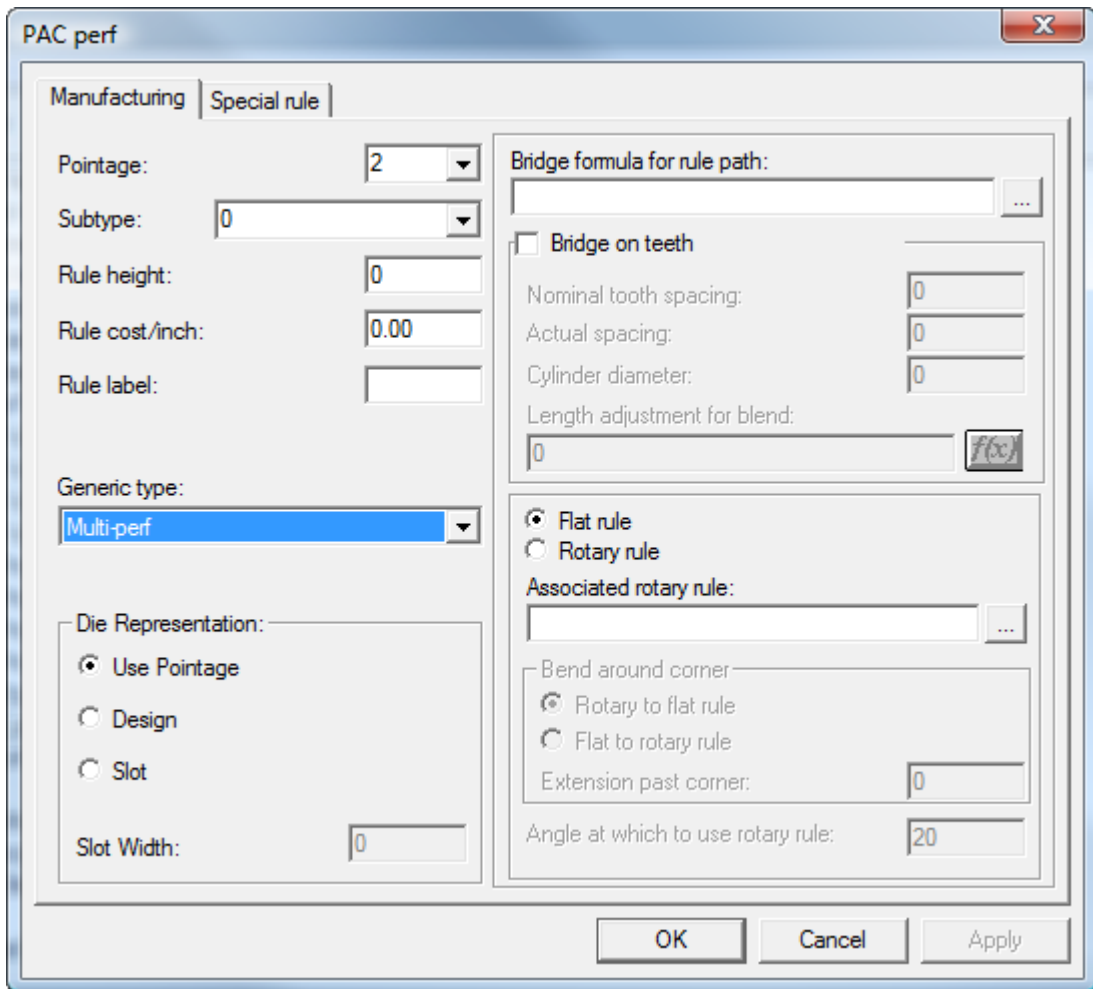 PAC perf
Manufacturing
Special rule
Pointage:
2
Subtype:
0
Rule height:
0
Rule cost/inch:
0.00
Rule label:
Generic type:
Multi-perf
Die Representation:
Use Pointage
Design
Slot
Slot Width:
0
Bridge formula for rule path:
...
Bridge on teeth
Nominal tooth spacing:
0
Actual spacing:
0
Cylinder diameter:
0
Length adjustment for blend:
0
f(x)
Flat rule
Rotary rule
Associated rotary rule:
...
Bend around corner
Rotary to flat rule
Flat to rotary rule
Extension past corner:
0
Angle at which to use rotary rule:
20
OK
Cancel
Apply